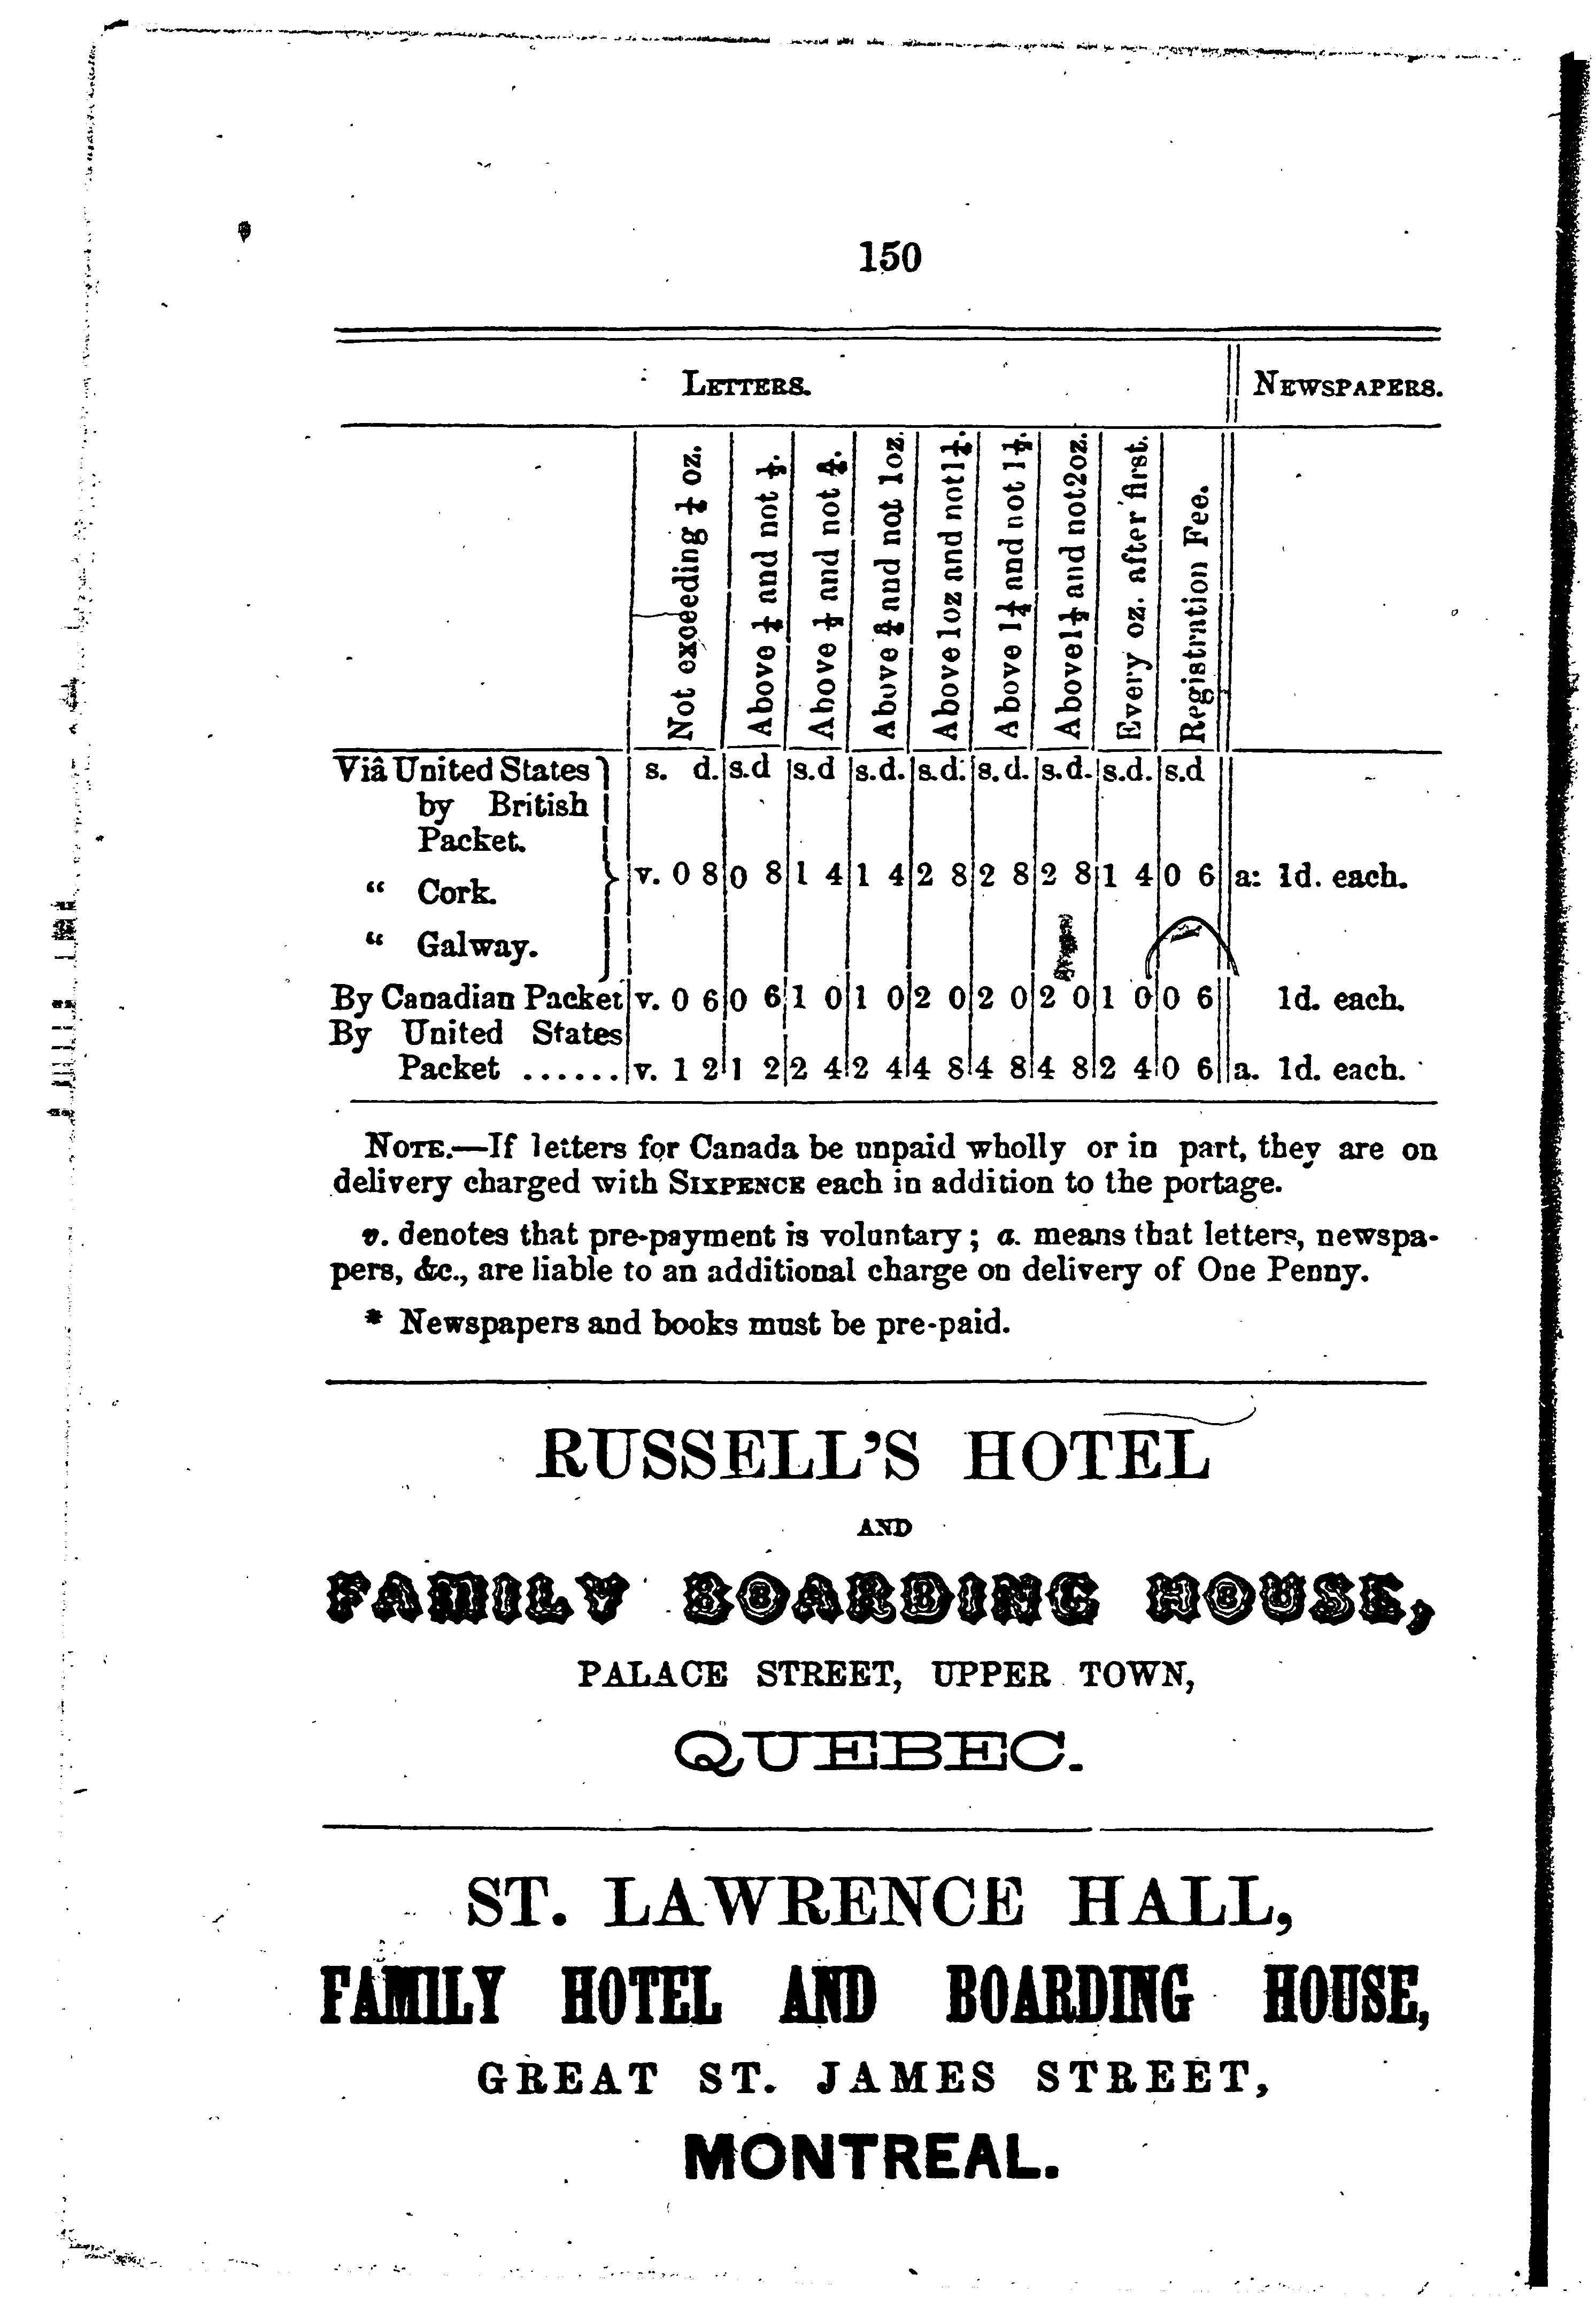 150
LETTERS. NEWSPAPERS.
Not exceeding ¼ oz.
Above ¼ and not ½.
Above ½ and not ¾.
Above ¾ and not 1oz.
Above 1oz and not 1¼.
Above 1¼ and not 1½.
Above 1½ and not 2oz.
Every oz. after first.
Registration Fee.
Viâ United States s. d. s.d s.d s.d. s.d. s.d. s.d. s.d. s.d
by British
Packet.
v. 0 8 0 8 1 4 1 4 2 8 2 8 2 8 1 4 0 6 a: 1d. each.
“ Cork.
“ Galway.
By Canadian Packet v. 0 6 0 6 1 0 1 0 2 0 2 0 2 0 1 0 0 6 1d. each.
By United States
Packet ...... v. 1 2 1 2 2 4 2 4 4 8 4 8 4 8 2 4 0 6 a. 1d. each.
NOTE.—If letters for Canada be unpaid wholly or in part, they are on
delivery charged with SIXPENCE each in addition to the portage.
v. denotes that pre-payment is voluntary; a. means that letters, newspa-
pers, &c., are liable to an additional charge on delivery of One Penny.
* Newspapers and books must be pre-paid.
RUSSELL’S HOTEL
AND
FAMILY BOARDING HOUSE,
PALACE STREET, UPPER TOWN,
QUEBEC.
ST. LAWRENCE HALL,
FAMILY HOTEL AND BOARDING HOUSE,
GREAT ST. JAMES STREET,
MONTREAL.